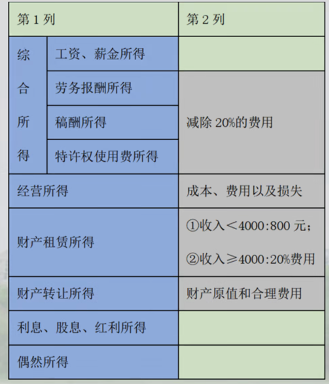 第1列 第2列
综合所得
工资、薪金所得
劳务报酬所得
稿酬所得
特许权使用费所得
减除20%的费用
经营所得 成本、费用以及损失
财产租赁所得
①收入<4000:800元;
②收入≥4000:20%费用
财产转让所得 财产原值和合理费用
利息、股息、红利所得
偶然所得